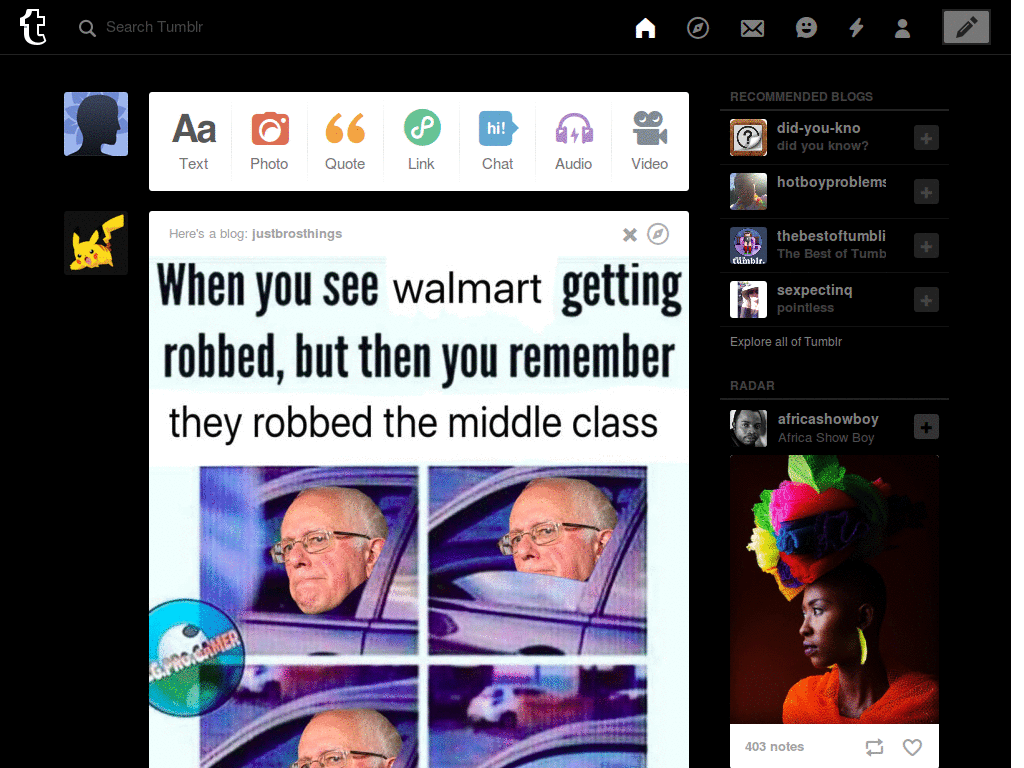 t
Search Tumblr
Aa
hi!
Text
Photo
Quote
Link
Chat
Audio
Video
Here's a blog: justbrosthings
When you see walmart getting
robbed, but then you remember
they robbed the middle class
G.PRO.GAMER
RECOMMENDED BLOGS
did-you-kno
did you know?
hotboyproblems
thebestoftumbli
The Best of Tumb
tumblr.
sexpectinq
pointless
Explore all of Tumblr
RADAR
africashowboy
Africa Show Boy
403 notes